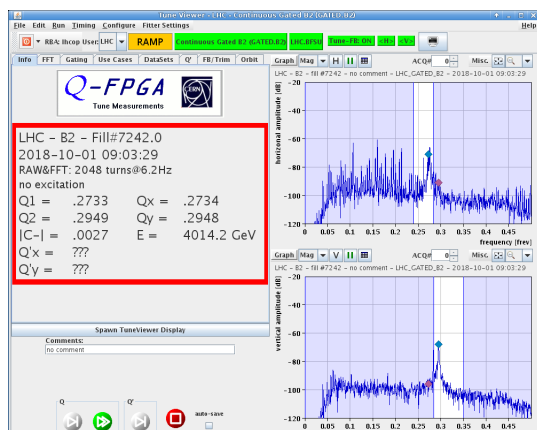 Tune Viewer - LHC - Continuous Gated B2 (GATED.B2)
File Edit Run Timing Configure Fitter Settings Help
RBA: lhcop User: LHC RAMP Continuous Gated B2 (GATED.B2) LHC.BFSU Tune-FB: ON <H> <V>
Info FFT Gating Use Cases DataSets Q' FB/Trim Orbit
Q-FPGA
Tune Measurements
CERN
LHC - B2 - Fill#7242.0
2018-10-01 09:03:29
RAW&FFT: 2048 turns@6.2Hz
no excitation
Q1 = .2733 Qx = .2734
Q2 = .2949 Qy = .2948
|C-| = .0027 E = 4014.2 GeV
Q'x = ???
Q'y = ???
Spawn TuneViewer Display
Comments:
no comment
Q Q'
auto-save
Graph Mag H ACQ# 0 Misc.
LHC - B2 - fill #7242 - no comment - LHC_GATED_B2 - 2018-10-01 09:03:29
horizonal amplitude [dB]
-20
-40
-60
-80
-100
-120
0 0.05 0.1 0.15 0.2 0.25 0.3 0.35 0.4 0.45
frequency [frev]
Graph Mag V ACQ# 0 Misc.
LHC - B2 - fill #7242 - no comment - LHC_GATED_B2 - 2018-10-01 09:03:29
vertical amplitude [dB]
-20
-40
-60
-80
-100
-120
0 0.05 0.1 0.15 0.2 0.25 0.3 0.35 0.4 0.45